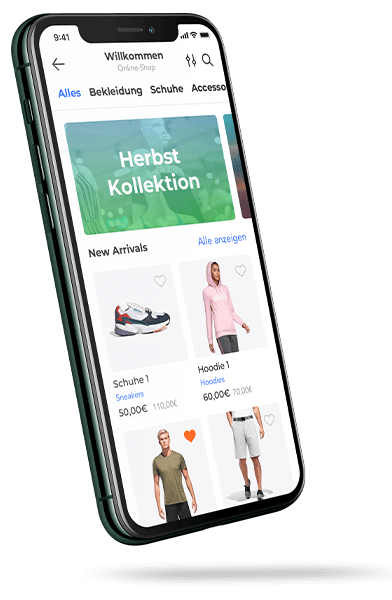 9:41
Willkommen
Online-Shop
Alles Bekleidung Schuhe Accesso
Herbst
Kollektion
New Arrivals Alle anzeigen
Schuhe 1
Sneakers
50,00€ 110,00€
Hoodie 1
Hoodies
60,00€ 70,00€